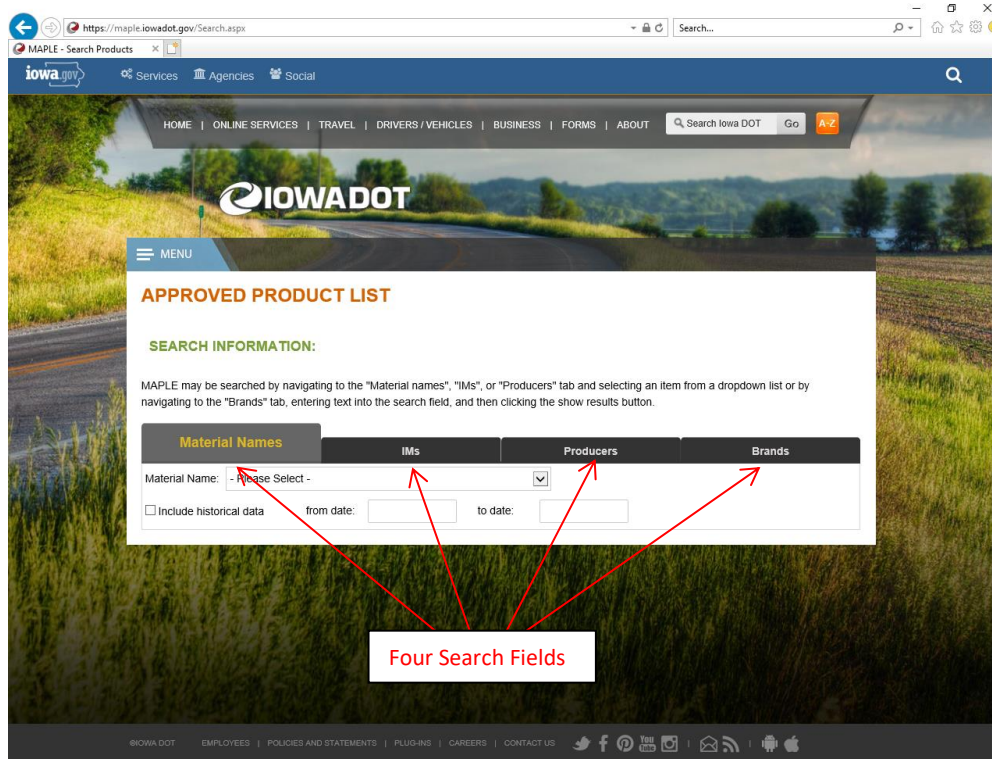 https://maple.iowadot.gov/Search.aspx
Search...
MAPLE - Search Products
iowa.gov
Services
Agencies
Social
HOME | ONLINE SERVICES | TRAVEL | DRIVERS / VEHICLES | BUSINESS | FORMS | ABOUT
Search Iowa DOT
Go
A-Z
IOWADOT
MENU
APPROVED PRODUCT LIST
SEARCH INFORMATION:
MAPLE may be searched by navigating to the "Material names", "IMs", or "Producers" tab and selecting an item from a dropdown list or by
navigating to the "Brands" tab, entering text into the search field, and then clicking the show results button.
Material Names
IMs
Producers
Brands
Material Name: - Please Select -
Include historical data from date: to date:
Four Search Fields
©IOWA DOT EMPLOYEES | POLICIES AND STATEMENTS | PLUG-INS | CAREERS | CONTACT US
You
Tube